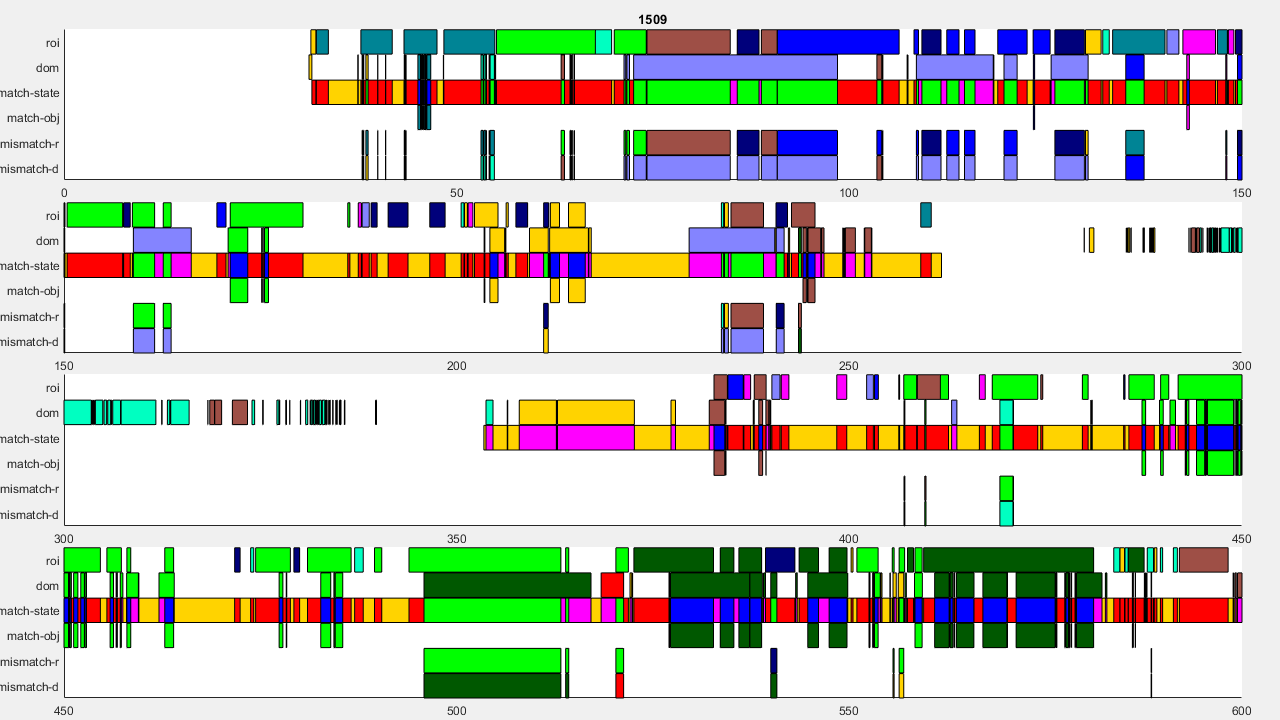 1509
roi
dom
match-state
match-obj
mismatch-r
mismatch-d
0 50 100 150
roi
dom
match-state
match-obj
mismatch-r
mismatch-d
150 200 250 300
roi
dom
match-state
match-obj
mismatch-r
mismatch-d
300 350 400 450
roi
dom
match-state
match-obj
mismatch-r
mismatch-d
450 500 550 600